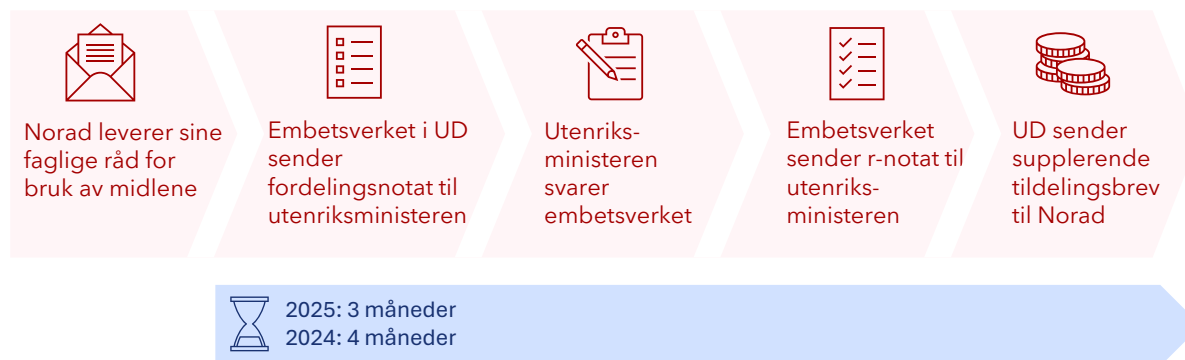 Norad leverer sine
faglige råd for
bruk av midlene
Embetsverket i UD
sender
fordelingsnotat til
utenriksministeren
Utenriks-
ministeren
svarer
embetsverket
Embetsverket
sender r-notat til
utenriks-
ministeren
UD sender
supplerende
tildelingsbrev
til Norad
2025: 3 måneder
2024: 4 måneder